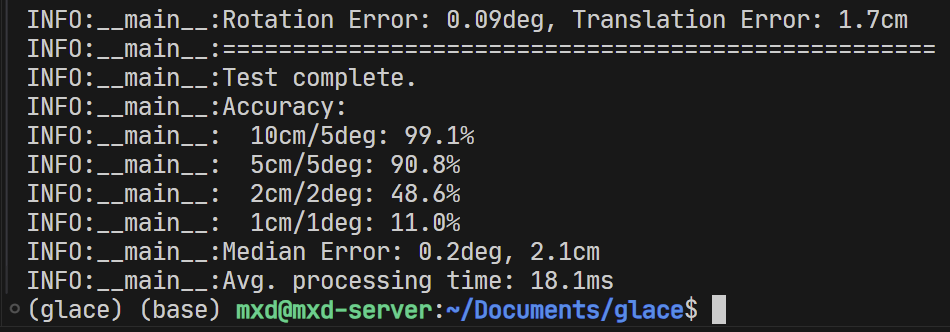 INFO:__main__:Rotation Error: 0.09deg, Translation Error: 1.7cm
INFO:__main__:===================================================
INFO:__main__:Test complete.
INFO:__main__:Accuracy:
INFO:__main__:  10cm/5deg: 99.1%
INFO:__main__:  5cm/5deg: 90.8%
INFO:__main__:  2cm/2deg: 48.6%
INFO:__main__:  1cm/1deg: 11.0%
INFO:__main__:Median Error: 0.2deg, 2.1cm
INFO:__main__:Avg. processing time: 18.1ms
(glace) (base) mxd@mxd-server:~/Documents/glace$